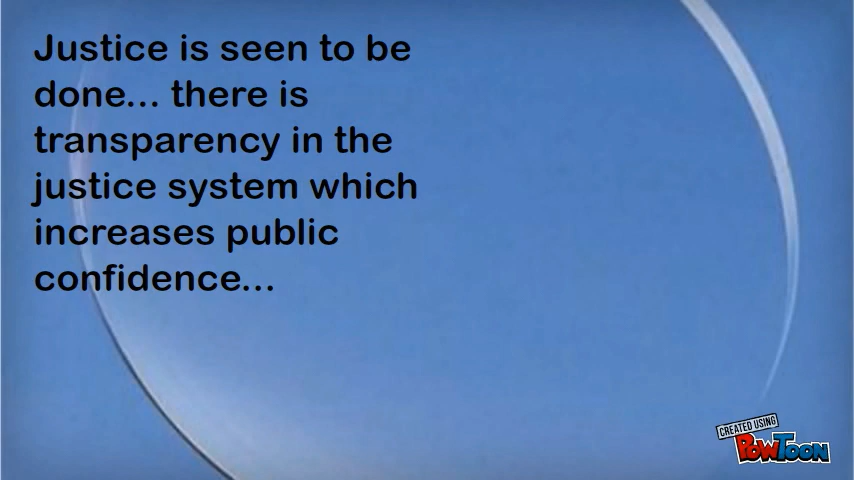 Justice is seen to be
done... there is
transparency in the
justice system which
increases public
confidence...
CREATED USING
POWTOON